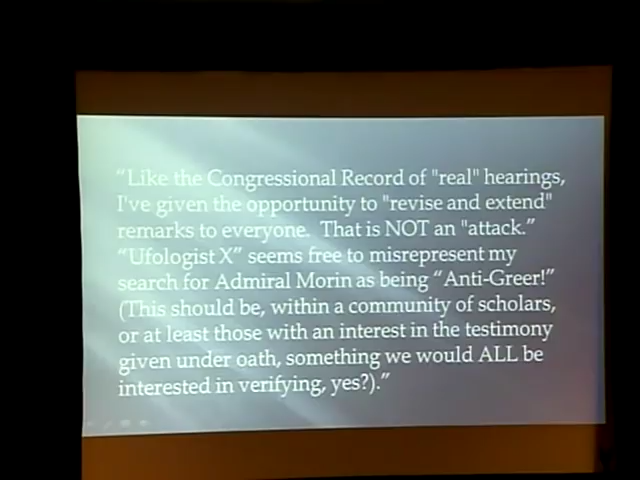 “Like the Congressional Record of "real" hearings,
I've given the opportunity to "revise and extend"
remarks to everyone.  That is NOT an "attack.”
“Ufologist X” seems free to misrepresent my
search for Admiral Morin as being “Anti-Greer!”
(This should be, within a community of scholars,
or at least those with an interest in the testimony
given under oath, something we would ALL be
interested in verifying, yes?).”